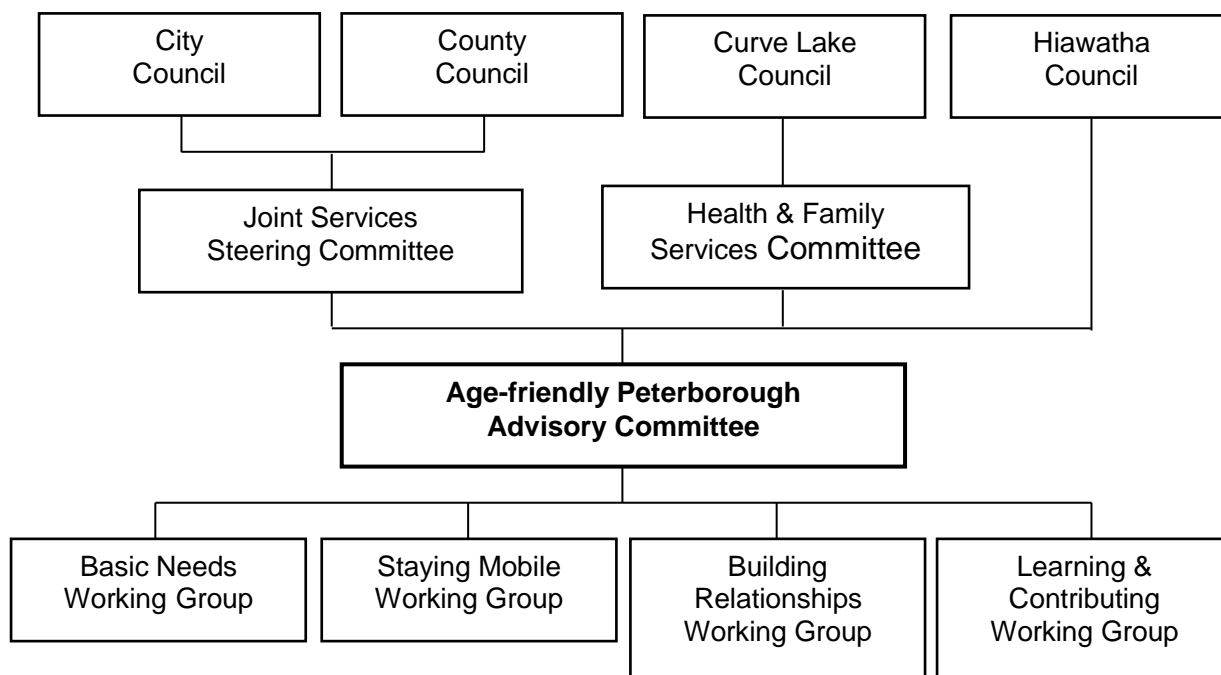 City
Council
County
Council
Curve Lake
Council
Hiawatha
Council
Joint Services
Steering Committee
Health & Family
Services Committee
Age-friendly Peterborough
Advisory Committee
Basic Needs
Working Group
Staying Mobile
Working Group
Building
Relationships
Working Group
Learning &
Contributing
Working Group